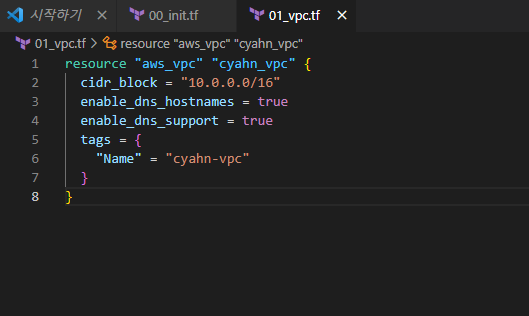 시작하기 00_init.tf 01_vpc.tf
01_vpc.tf > resource "aws_vpc" "cyahn_vpc"
1 resource "aws_vpc" "cyahn_vpc" {
2 cidr_block = "10.0.0.0/16"
3 enable_dns_hostnames = true
4 enable_dns_support = true
5 tags = {
6 "Name" = "cyahn-vpc"
7 }
8 }